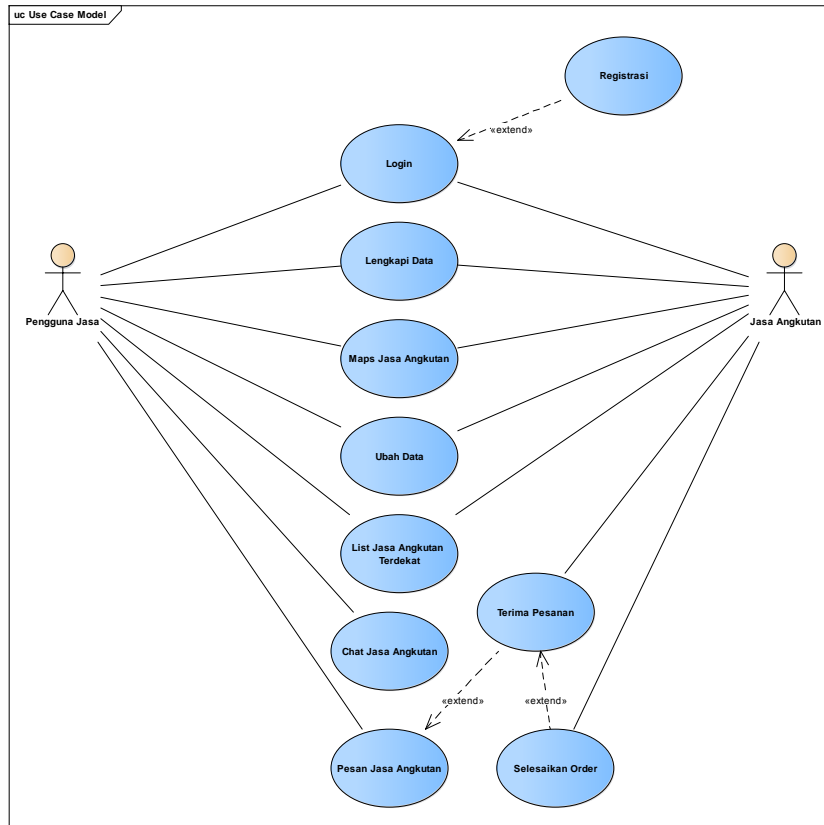 uc Use Case Model
Registrasi
«extend»
Login
Lengkapi Data
Pengguna Jasa
Jasa Angkutan
Maps Jasa Angkutan
Ubah Data
List Jasa Angkutan
Terdekat
Terima Pesanan
Chat Jasa Angkutan
«extend»
«extend»
Pesan Jasa Angkutan
Selesaikan Order